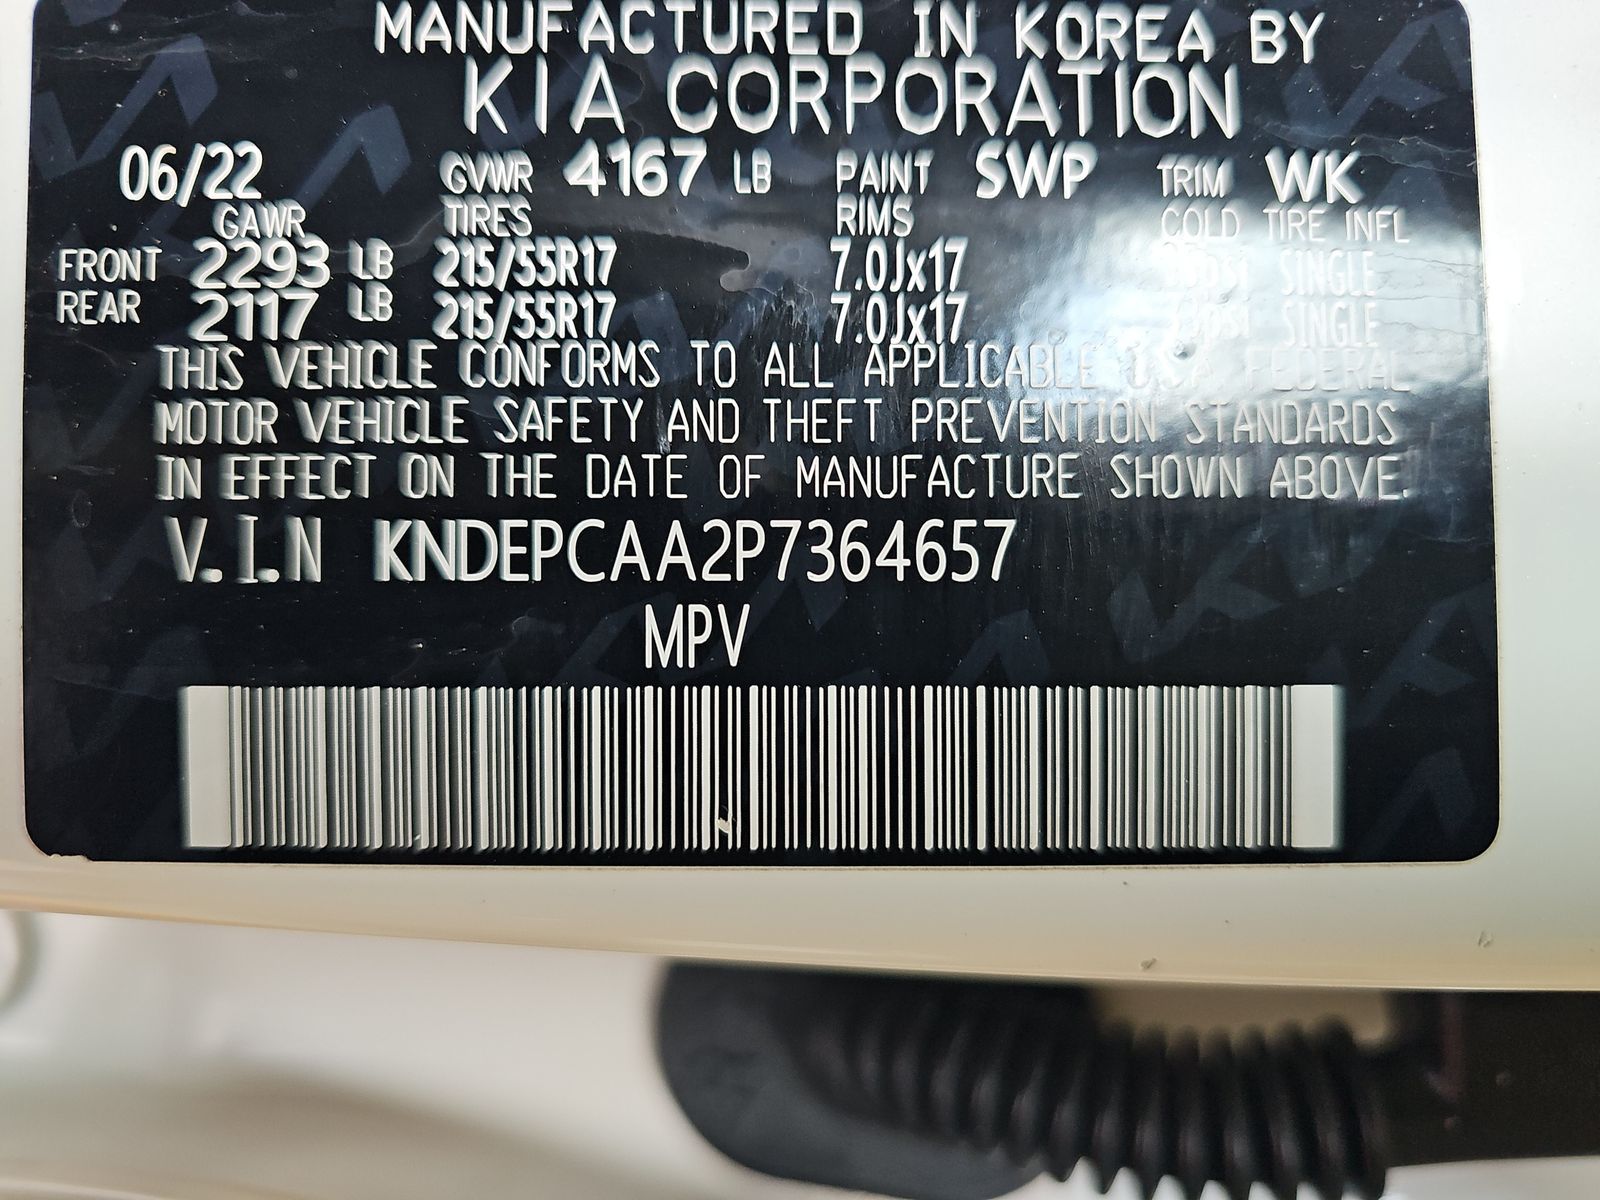 MANUFACTURED IN KOREA BY
KIA CORPORATION
06/22 GVWR 4167 LB PAINT SWP TRIM WK
GAWR TIRES RIMS COLD TIRE INFL
FRONT 2293 LB 215/55R17 7.0Jx17 SINGLE
REAR 2117 LB 215/55R17 7.0Jx17 SINGLE
THIS VEHICLE CONFORMS TO ALL APPLICABLE U.S.A FEDERAL
MOTOR VEHICLE SAFETY AND THEFT PREVENTION STANDARDS
IN EFFECT ON THE DATE OF MANUFACTURE SHOWN ABOVE.
V.I.N KNDEPCAA2P7364657
MPV